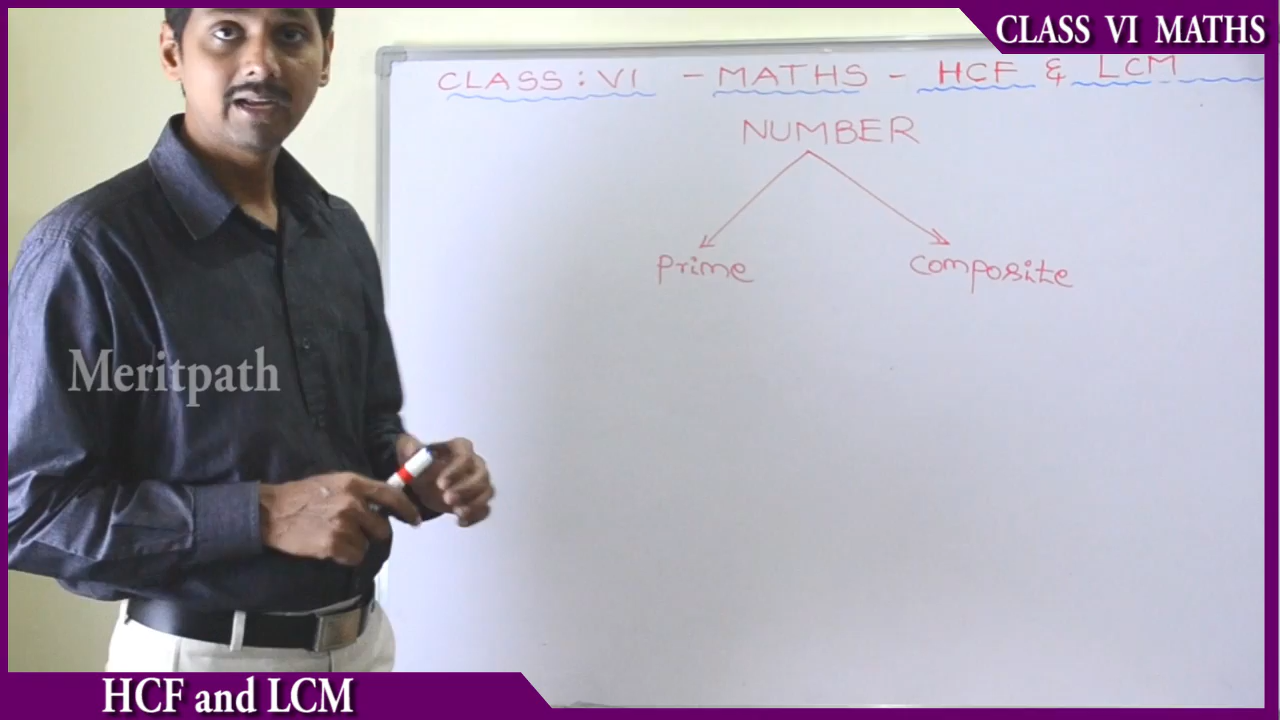 CLASS VI MATHS
CLASS : VI - MATHS - HCF & LCM
NUMBER
Prime
Composite
Meritpath
HCF and LCM